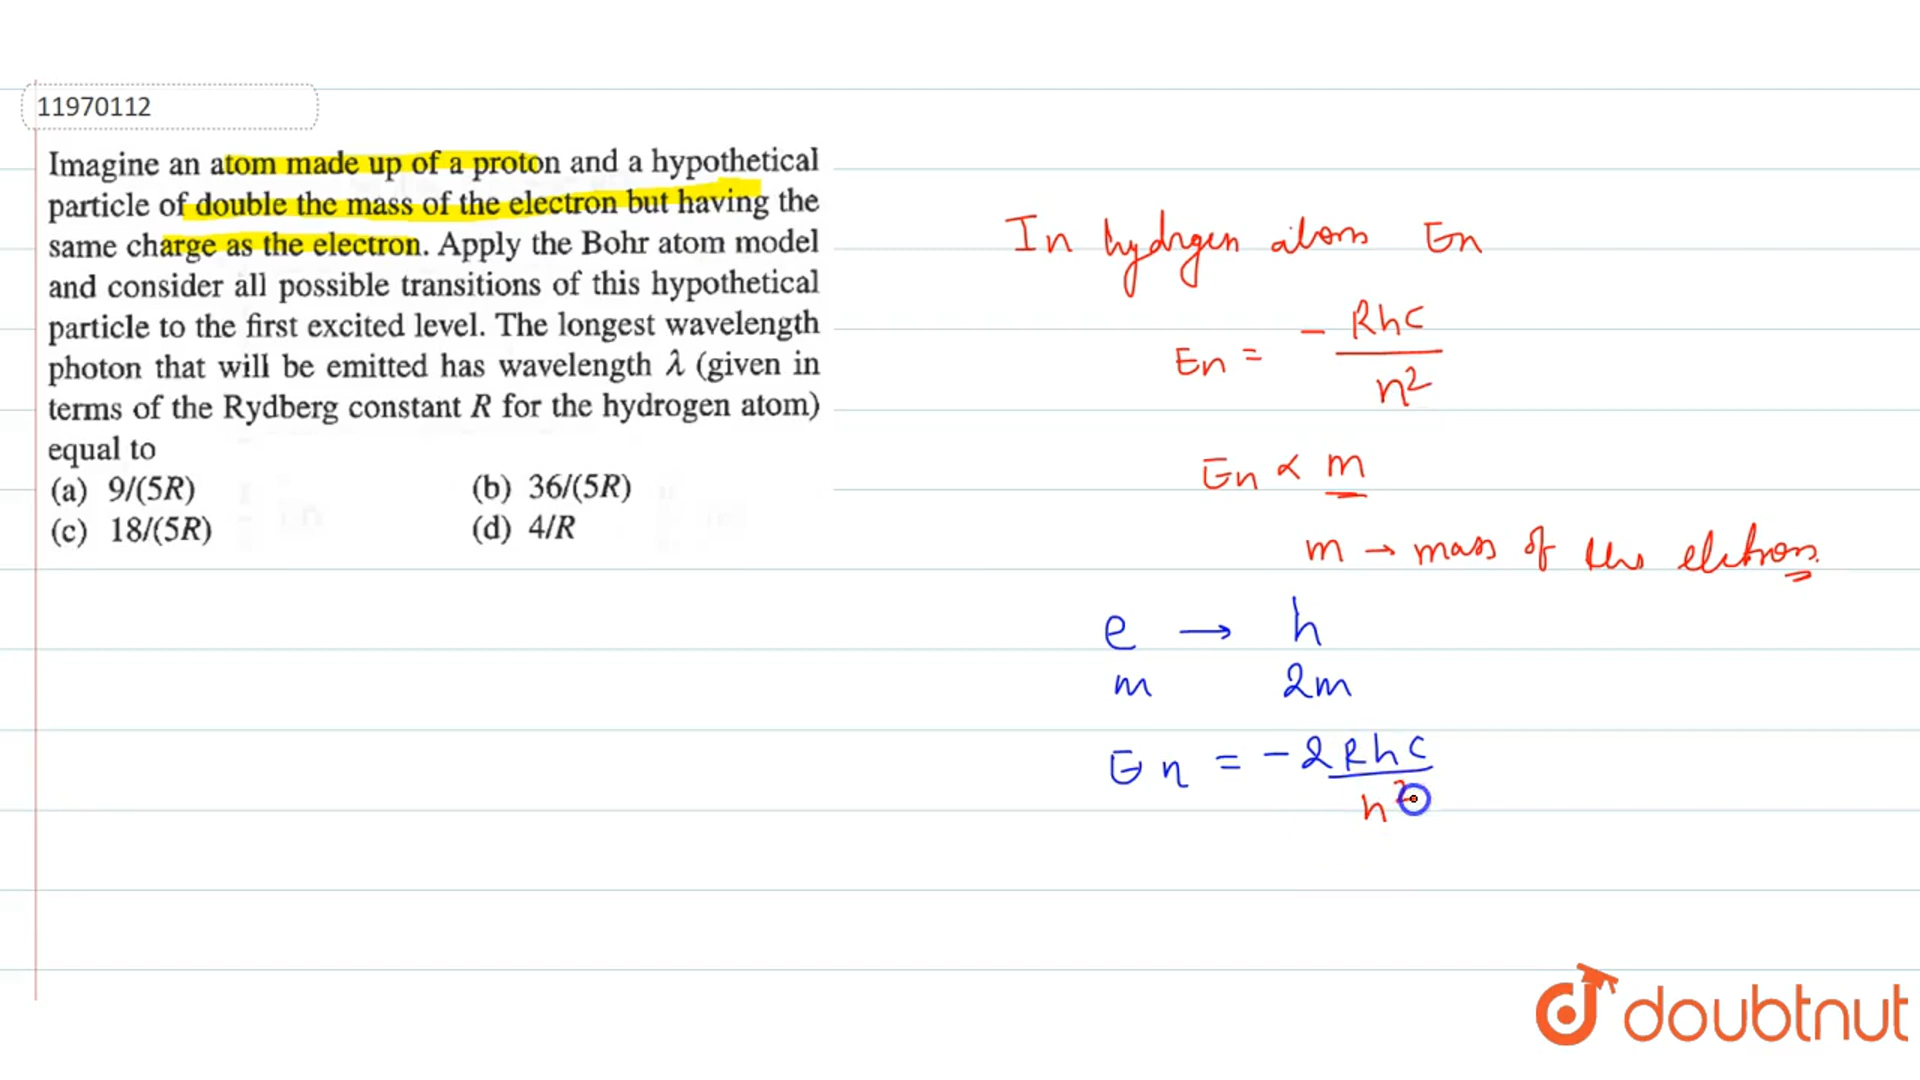 11970112
Imagine an atom made up of a proton and a hypothetical
particle of double the mass of the electron but having the
same charge as the electron. Apply the Bohr atom model
and consider all possible transitions of this hypothetical
particle to the first excited level. The longest wavelength
photon that will be emitted has wavelength λ (given in
terms of the Rydberg constant R for the hydrogen atom)
equal to
(a) 9/(5R) (b) 36/(5R)
(c) 18/(5R) (d) 4/R
In hydrgen atom En
En = - Rhc / n²
En ∝ m
m → mass of the elctron.
e → h
m 2m
En = - 2Rhc / n²
doubtnut